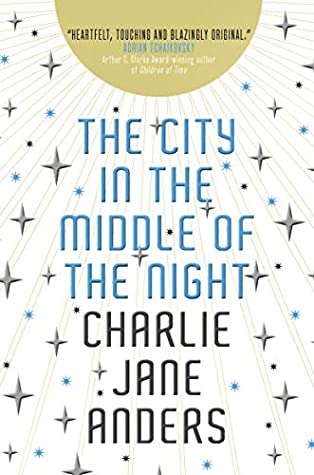 "HEARTFELT, TOUCHING AND BLAZINGLY ORIGINAL."
ADRIAN TCHAIKOVSKY
Arthur C. Clarke Award-winning author
of Children of Time
THE CITY
IN THE
MIDDLE OF
THE NIGHT
CHARLIE
JANE
ANDERS